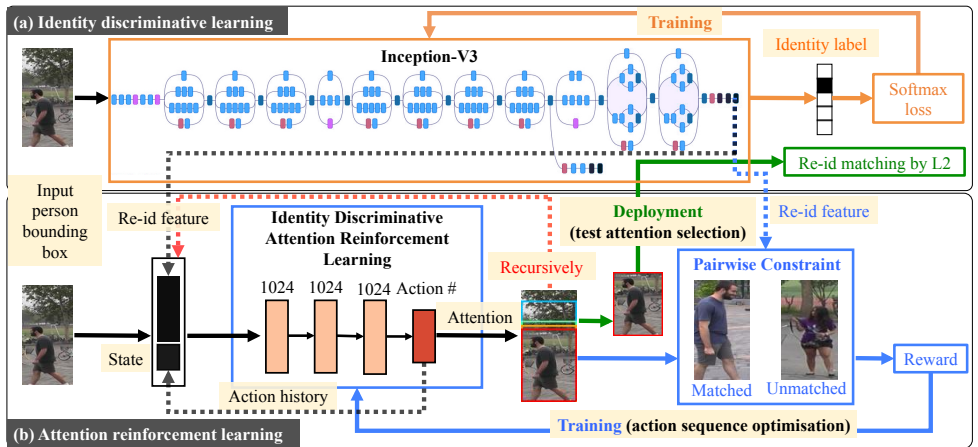 (a) Identity discriminative learning
Training
Inception-V3
Identity label
Softmax
loss
Re-id matching by L2
Input
person
bounding
box
Re-id feature
Identity Discriminative
Attention Reinforcement
Learning
Deployment
(test attention selection)
Re-id feature
Recursively
Pairwise Constraint
1024
1024
1024
Action #
Attention
State
Action history
Matched
Unmatched
Reward
Training (action sequence optimisation)
(b) Attention reinforcement learning